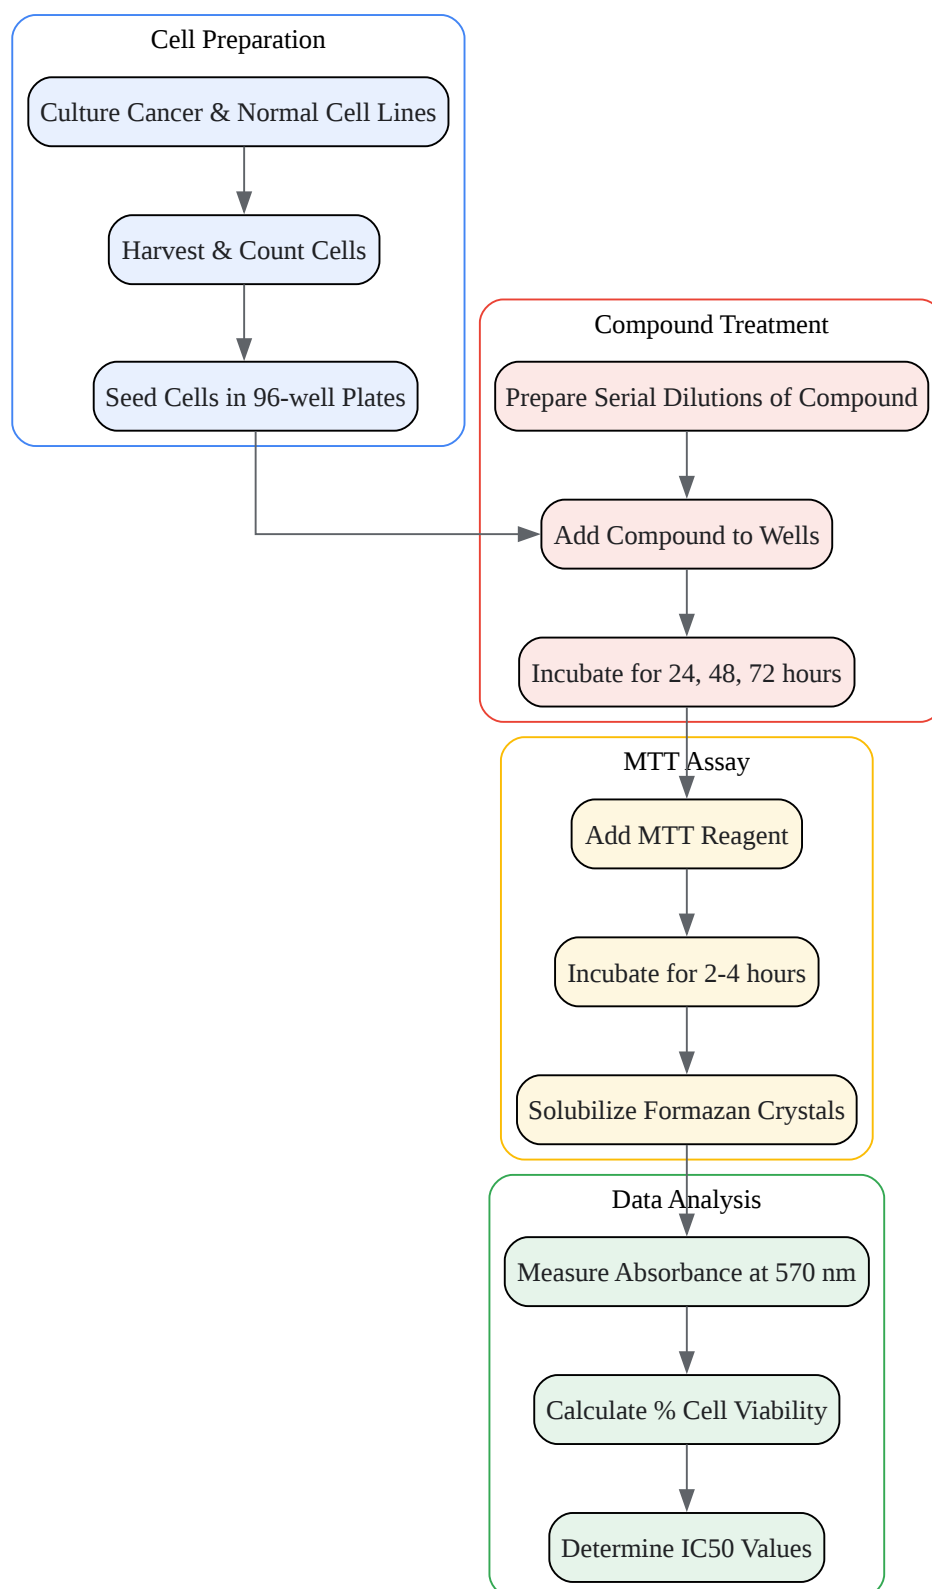 Cell Preparation
Culture Cancer & Normal Cell Lines
Harvest & Count Cells
Seed Cells in 96-well Plates
Compound Treatment
Prepare Serial Dilutions of Compound
Add Compound to Wells
Incubate for 24, 48, 72 hours
MTT Assay
Add MTT Reagent
Incubate for 2-4 hours
Solubilize Formazan Crystals
Data Analysis
Measure Absorbance at 570 nm
Calculate % Cell Viability
Determine IC50 Values